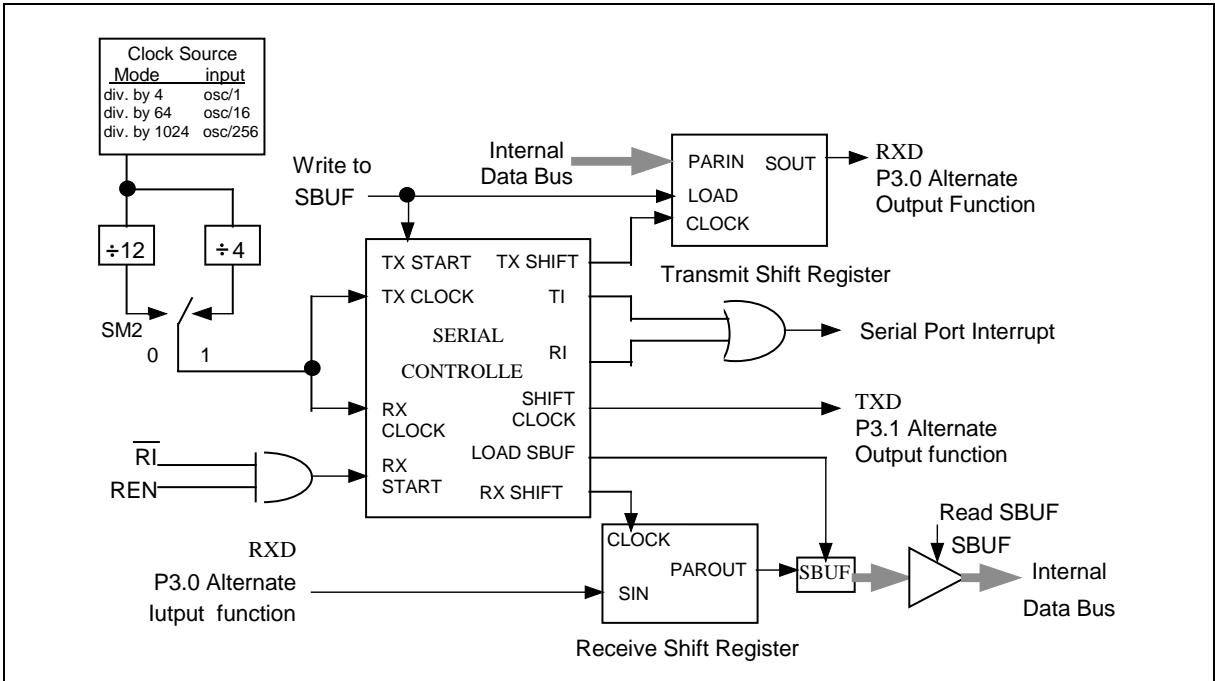 Clock Source
Mode input
div. by 4 osc/1
div. by 64 osc/16
div. by 1024 osc/256
÷12
÷4
SM2
0 1
Write to
SBUF
Internal
Data Bus
PARIN SOUT
LOAD
CLOCK
RXD
P3.0 Alternate
Output Function
Transmit Shift Register
TX START TX SHIFT
TX CLOCK TI
SERIAL
RI
CONTROLLE
SHIFT
RX CLOCK
CLOCK
LOAD SBUF
RX
START RX SHIFT
Serial Port Interrupt
TXD
P3.1 Alternate
Output function
RI
REN
RXD
P3.0 Alternate
Iutput function
CLOCK
PAROUT
SIN
Receive Shift Register
SBUF
Read SBUF
SBUF
Internal
Data Bus